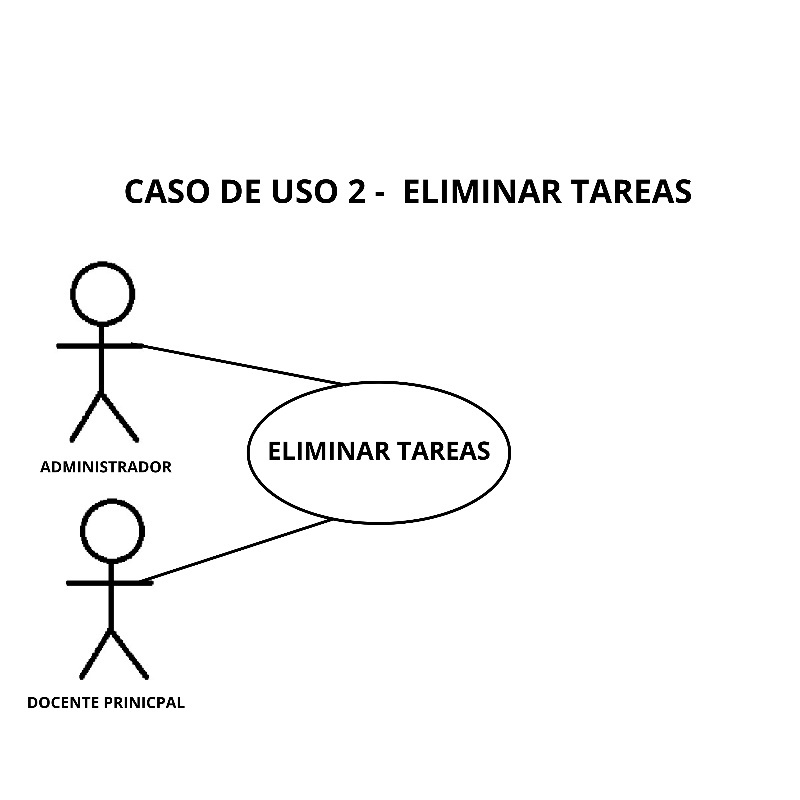 CASO DE USO 2 - ELIMINAR TAREAS
ELIMINAR TAREAS
ADMINISTRADOR
DOCENTE PRINICPAL